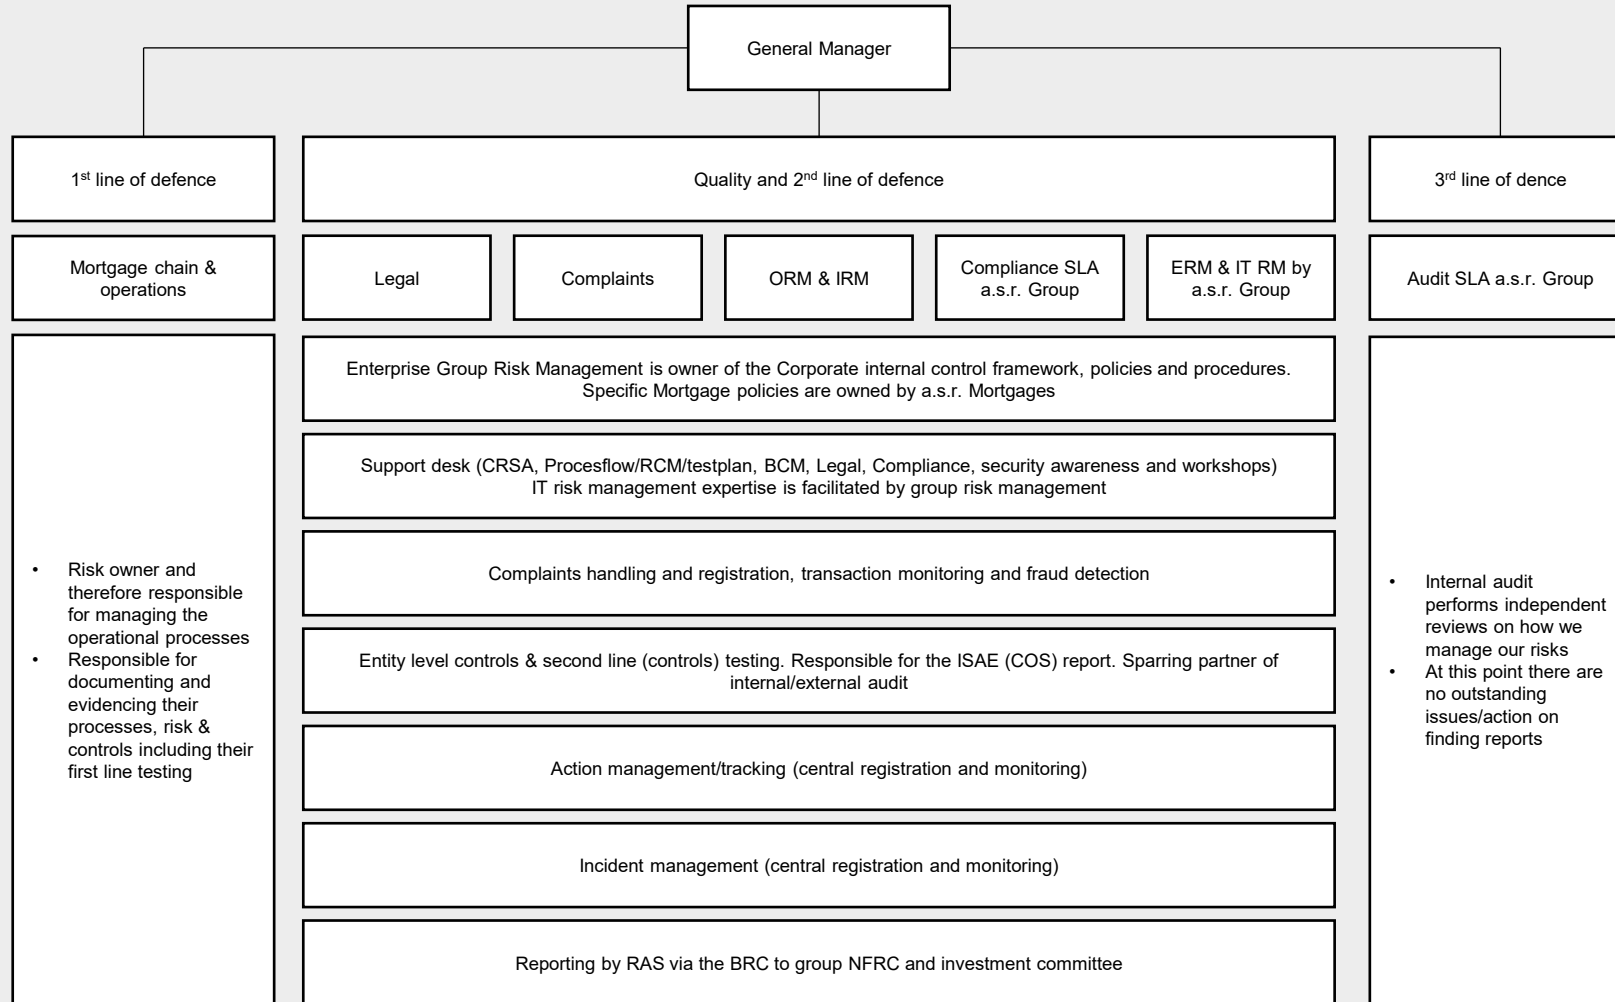 General Manager
1st line of defence
Quality and 2nd line of defence
3rd line of dence
Mortgage chain &
operations
Legal
Complaints
ORM & IRM
Compliance SLA
a.s.r. Group
ERM & IT RM by
a.s.r. Group
Audit SLA a.s.r. Group
• Risk owner and
therefore responsible
for managing the
operational processes
• Responsible for
documenting and
evidencing their
processes, risk &
controls including their
first line testing
Enterprise Group Risk Management is owner of the Corporate internal control framework, policies and procedures.
Specific Mortgage policies are owned by a.s.r. Mortgages
Support desk (CRSA, Procesflow/RCM/testplan, BCM, Legal, Compliance, security awareness and workshops)
IT risk management expertise is facilitated by group risk management
Complaints handling and registration, transaction monitoring and fraud detection
Entity level controls & second line (controls) testing. Responsible for the ISAE (COS) report. Sparring partner of
internal/external audit
Action management/tracking (central registration and monitoring)
Incident management (central registration and monitoring)
Reporting by RAS via the BRC to group NFRC and investment committee
• Internal audit
performs independent
reviews on how we
manage our risks
• At this point there are
no outstanding
issues/action on
finding reports